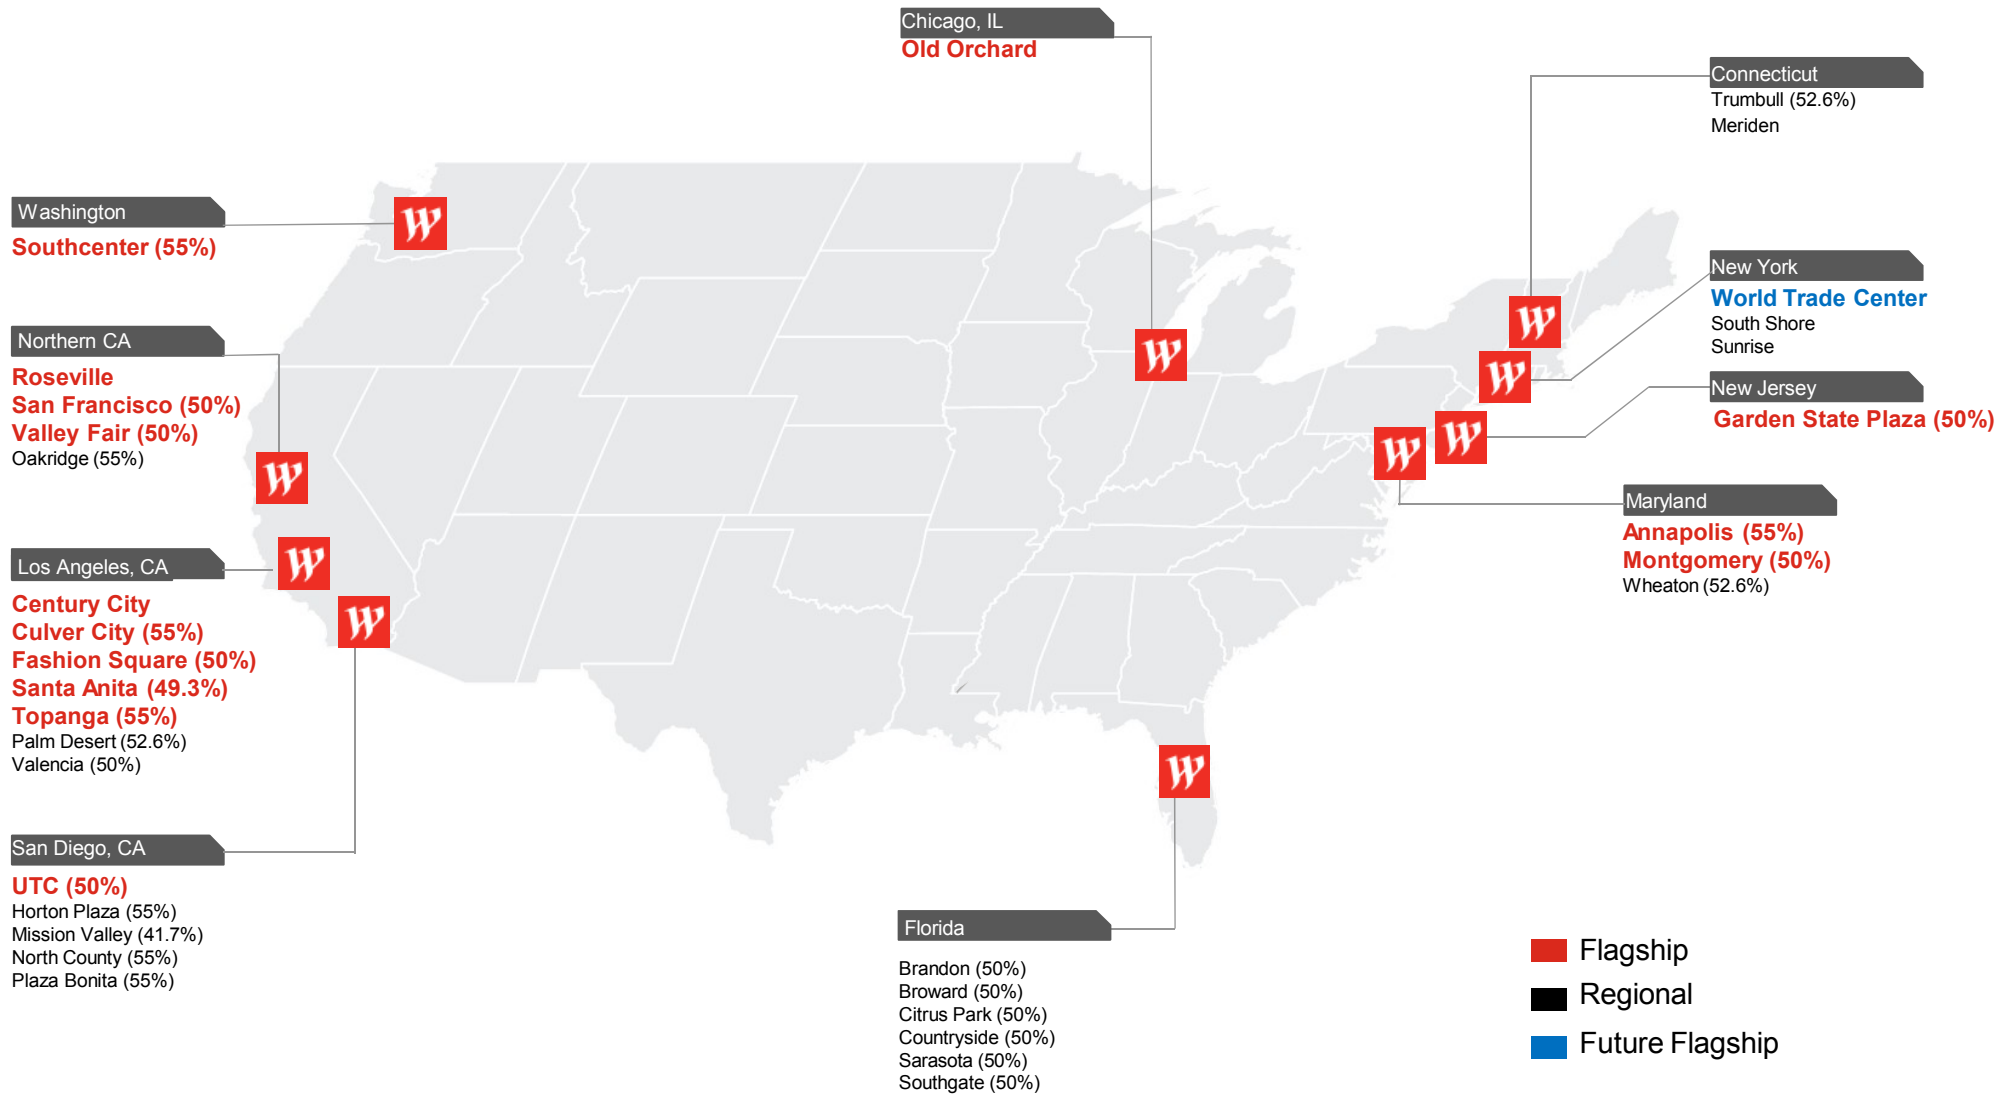 Chicago, IL
Old Orchard
Connecticut
Trumbull (52.6%)
Meriden
Washington
Southcenter (55%)
New York
World Trade Center
South Shore
Sunrise
Northern CA
Roseville
San Francisco (50%)
Valley Fair (50%)
Oakridge (55%)
New Jersey
Garden State Plaza (50%)
Maryland
Annapolis (55%)
Montgomery (50%)
Wheaton (52.6%)
Los Angeles, CA
Century City
Culver City (55%)
Fashion Square (50%)
Santa Anita (49.3%)
Topanga (55%)
Palm Desert (52.6%)
Valencia (50%)
San Diego, CA
UTC (50%)
Horton Plaza (55%)
Mission Valley (41.7%)
North County (55%)
Plaza Bonita (55%)
Florida
Brandon (50%)
Broward (50%)
Citrus Park (50%)
Countryside (50%)
Sarasota (50%)
Southgate (50%)
Flagship
Regional
Future Flagship
W
W
W
W
W
W
W
W
W
W